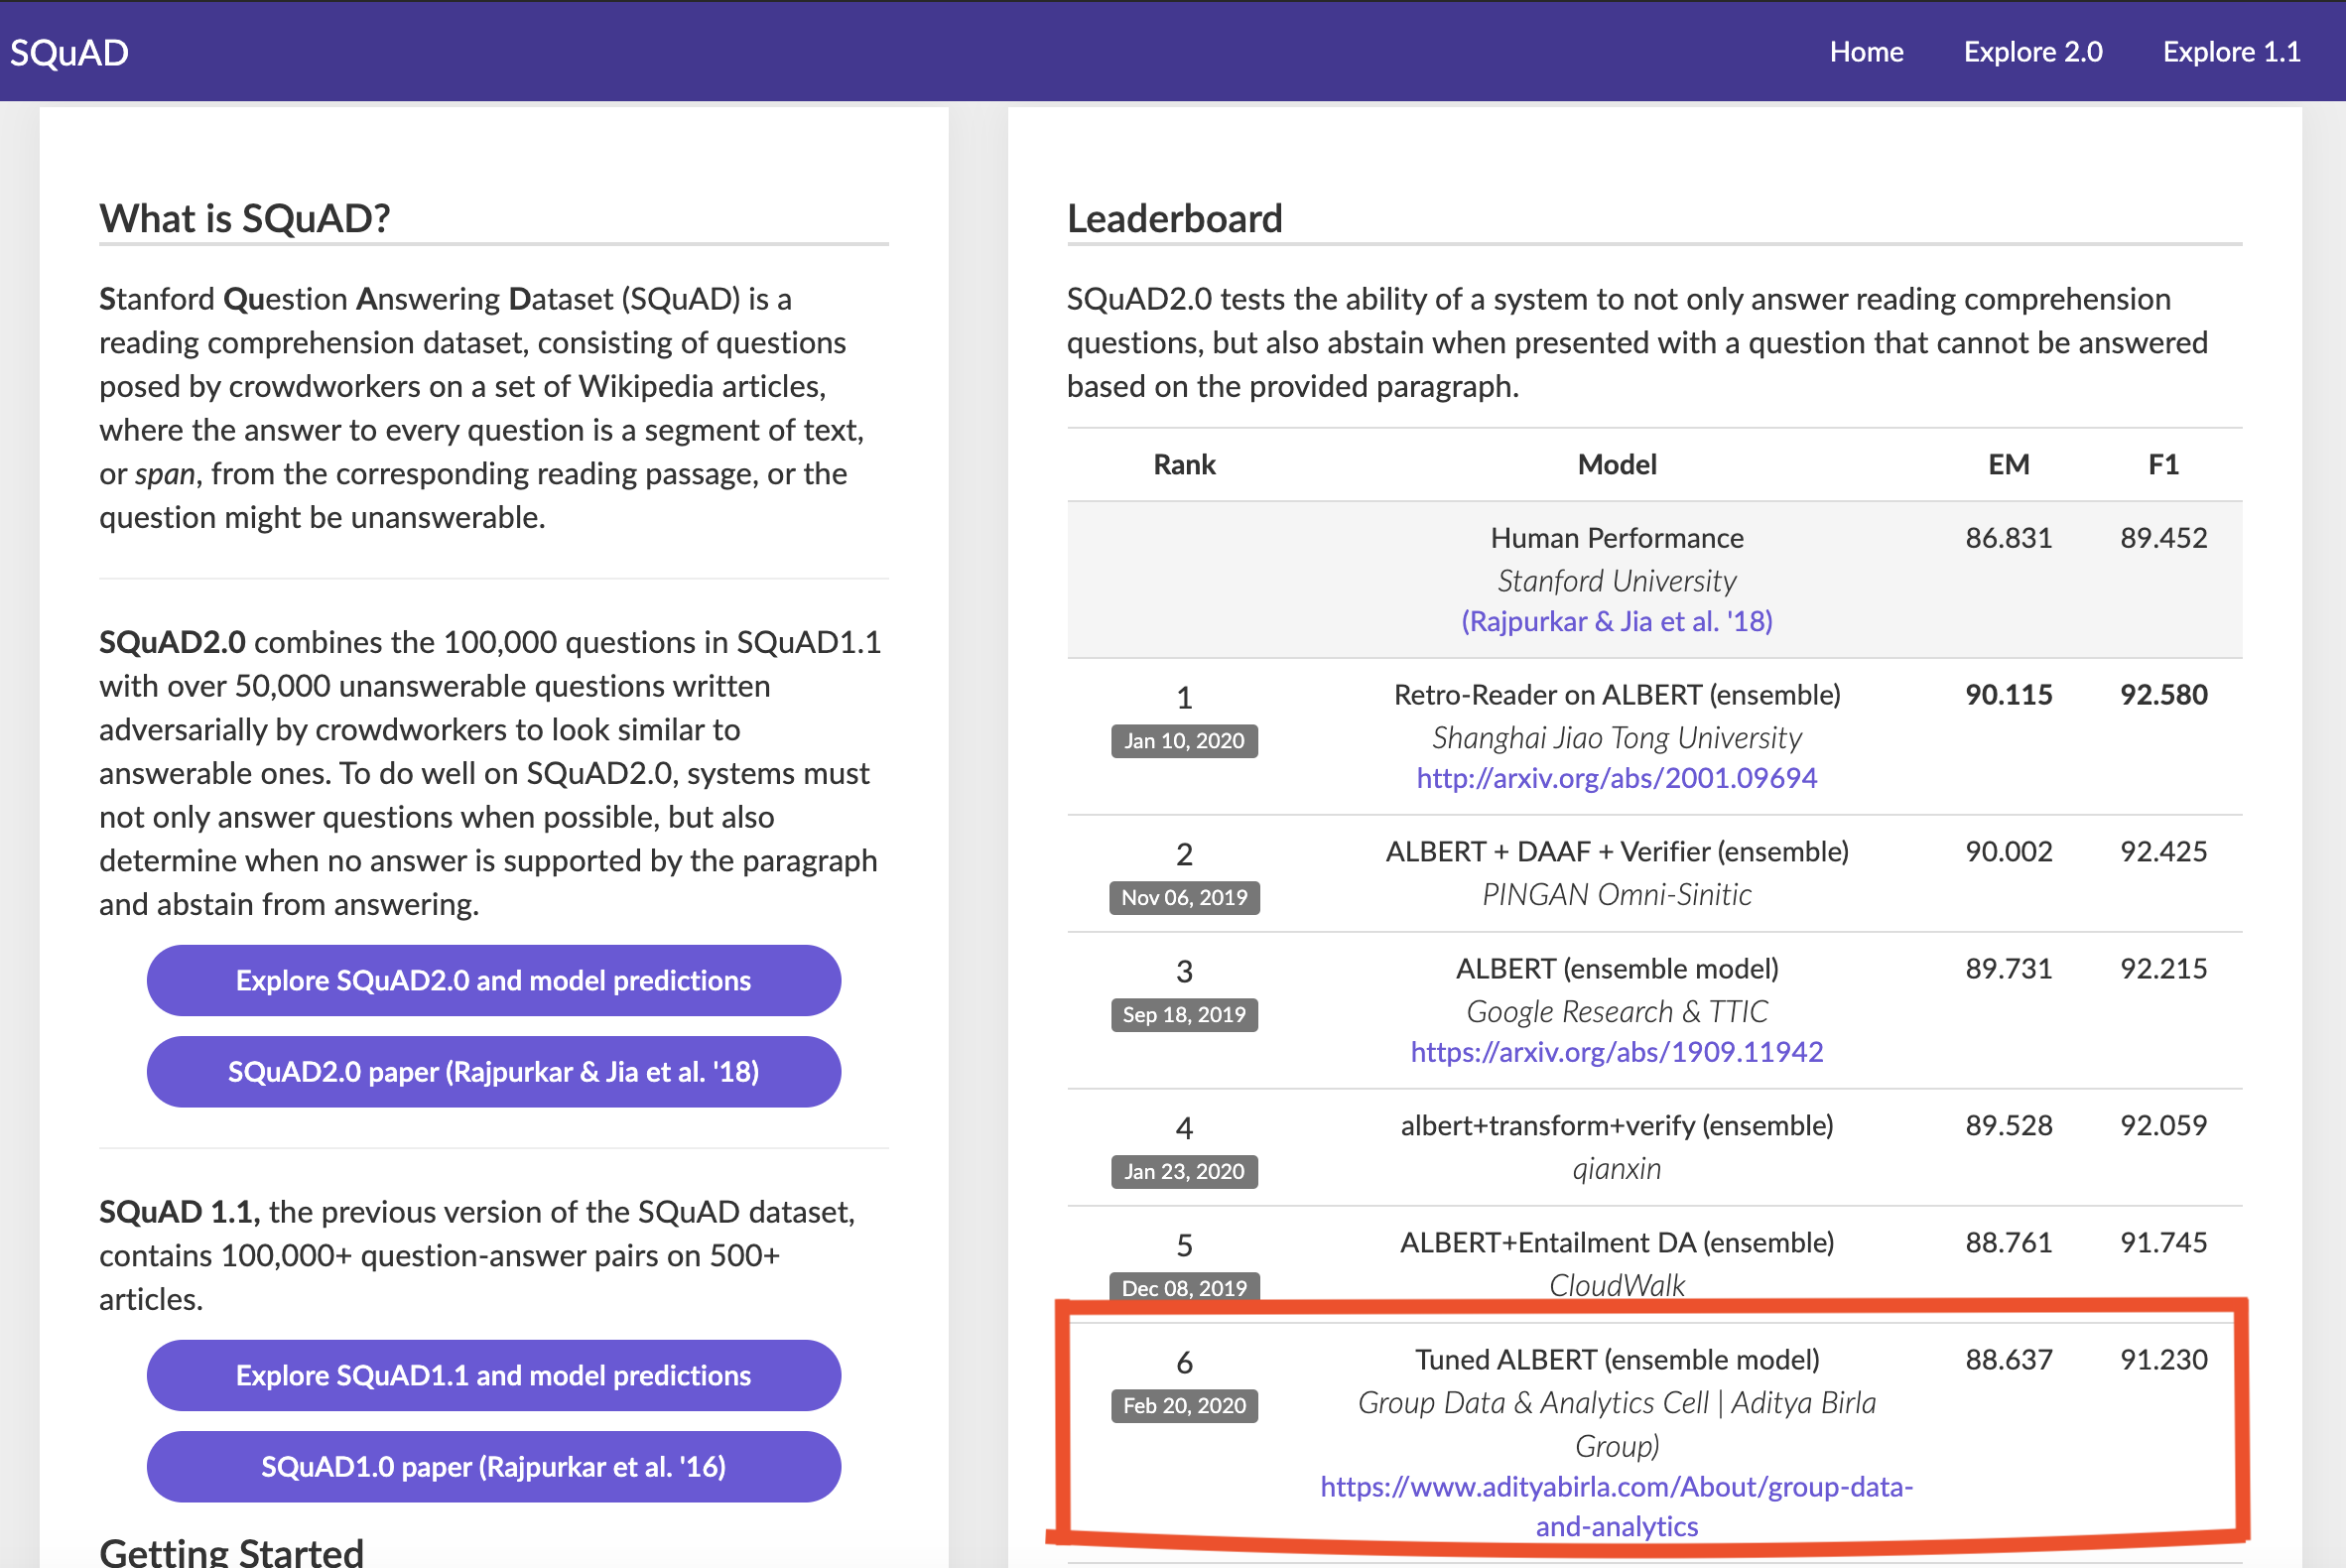 SQuAD
Home
Explore 2.0
Explore 1.1
What is SQuAD?
Stanford Question Answering Dataset (SQuAD) is a
reading comprehension dataset, consisting of questions
posed by crowdworkers on a set of Wikipedia articles,
where the answer to every question is a segment of text,
or span, from the corresponding reading passage, or the
question might be unanswerable.
SQuAD2.0 combines the 100,000 questions in SQuAD1.1
with over 50,000 unanswerable questions written
adversarially by crowdworkers to look similar to
answerable ones. To do well on SQuAD2.0, systems must
not only answer questions when possible, but also
determine when no answer is supported by the paragraph
and abstain from answering.
Explore SQuAD2.0 and model predictions
SQuAD2.0 paper (Rajpurkar & Jia et al. '18)
SQuAD 1.1, the previous version of the SQuAD dataset,
contains 100,000+ question-answer pairs on 500+
articles.
Explore SQuAD1.1 and model predictions
SQuAD1.0 paper (Rajpurkar et al. '16)
Getting Started
Leaderboard
SQuAD2.0 tests the ability of a system to not only answer reading comprehension
questions, but also abstain when presented with a question that cannot be answered
based on the provided paragraph.
Rank Model EM F1
Human Performance 86.831 89.452
Stanford University
(Rajpurkar & Jia et al. '18)
1 Retro-Reader on ALBERT (ensemble) 90.115 92.580
Jan 10, 2020 Shanghai Jiao Tong University
http://arxiv.org/abs/2001.09694
2 ALBERT + DAAF + Verifier (ensemble) 90.002 92.425
Nov 06, 2019 PINGAN Omni-Sinitic
3 ALBERT (ensemble model) 89.731 92.215
Sep 18, 2019 Google Research & TTIC
https://arxiv.org/abs/1909.11942
4 albert+transform+verify (ensemble) 89.528 92.059
Jan 23, 2020 qianxin
5 ALBERT+Entailment DA (ensemble) 88.761 91.745
Dec 08, 2019 CloudWalk
6 Tuned ALBERT (ensemble model) 88.637 91.230
Feb 20, 2020 Group Data & Analytics Cell | Aditya Birla
Group)
https://www.adityabirla.com/About/group-data-
and-analytics